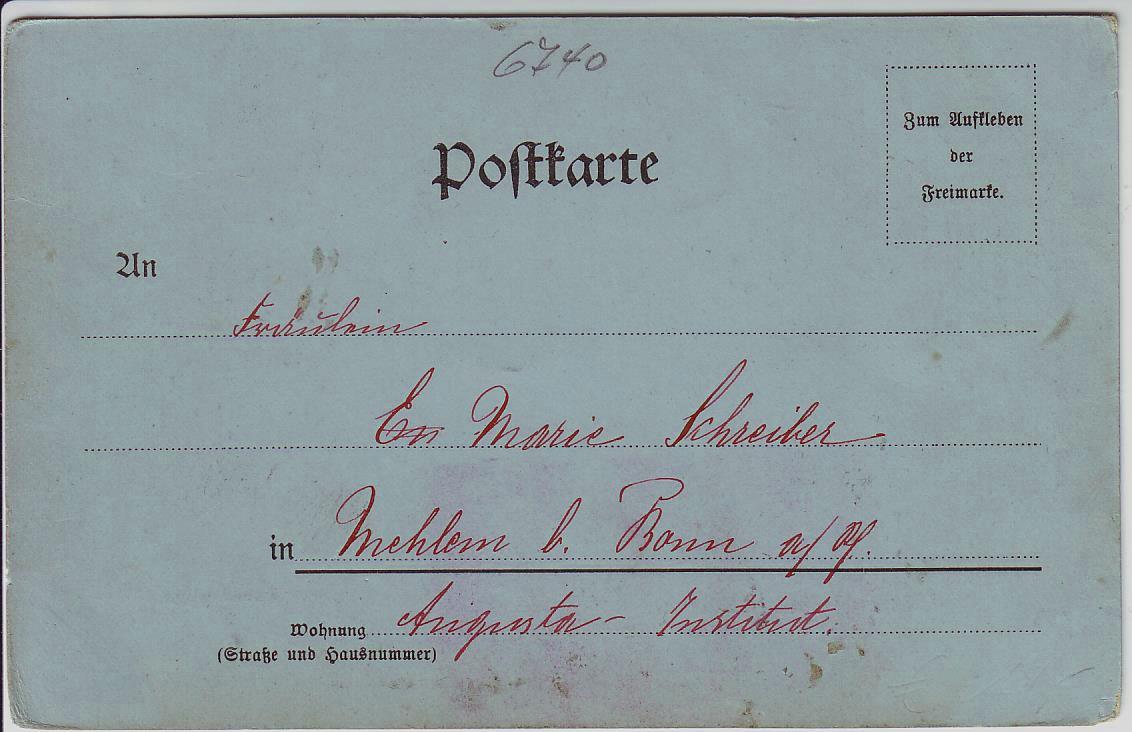 6740
Zum Aufkleben
der
Freimarke.
Postkarte
An
Fräulein
Marie Schreiber
in Mehlem b. Bonn a/Rh.
Wohnung Augusta-Institut.
(Straße und Hausnummer)